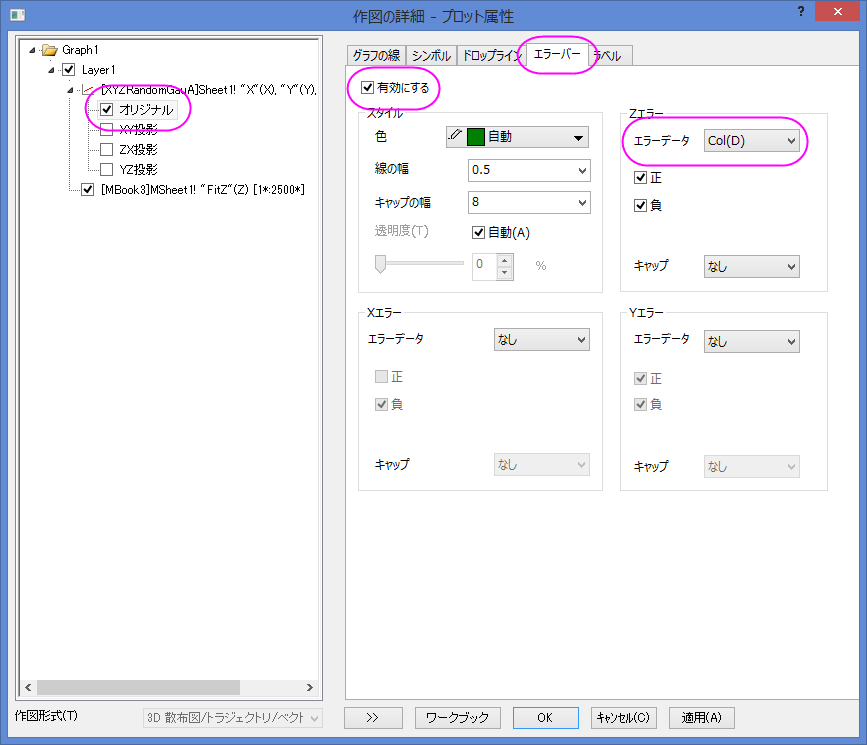 作図の詳細 - プロット属性
?
Graph1
Layer1
[XYZRandomGauA]Sheet1! "X"(X), "Y"(Y),
オリジナル
XY投影
ZX投影
YZ投影
[MBook3]MSheet1! "FitZ"(Z) [1*:2500*]
グラフの線 シンボル ドロップライン エラーバー ラベル
有効にする
スタイル
色 自動
線の幅 0.5
キャップの幅 8
透明度(T) 自動(A)
0 %
Zエラー
エラーデータ Col(D)
正
負
キャップ なし
Xエラー
エラーデータ なし
正
負
キャップ なし
Yエラー
エラーデータ なし
正
負
キャップ なし
作図形式(T) 3D 散布図/トラジェクトリ/ベクト
>> ワークブック OK キャンセル(C) 適用(A)